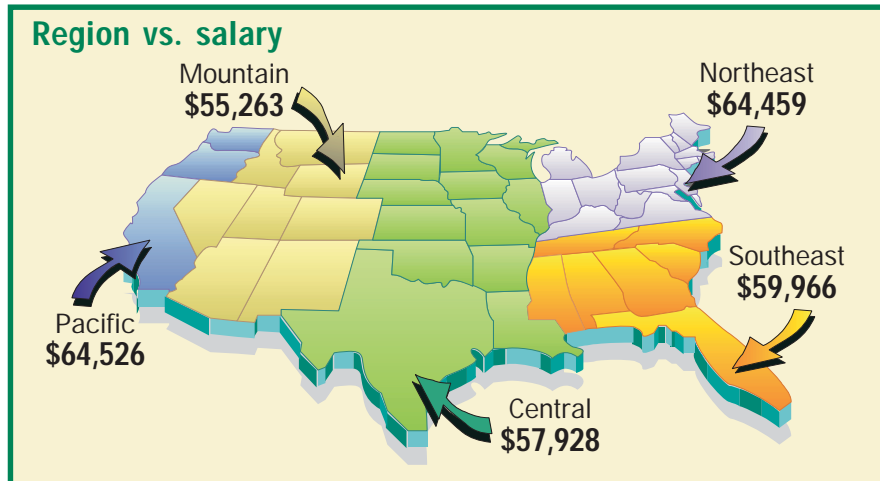 Region vs. salary
Mountain
$55,263
Northeast
$64,459
Southeast
$59,966
Pacific
$64,526
Central
$57,928